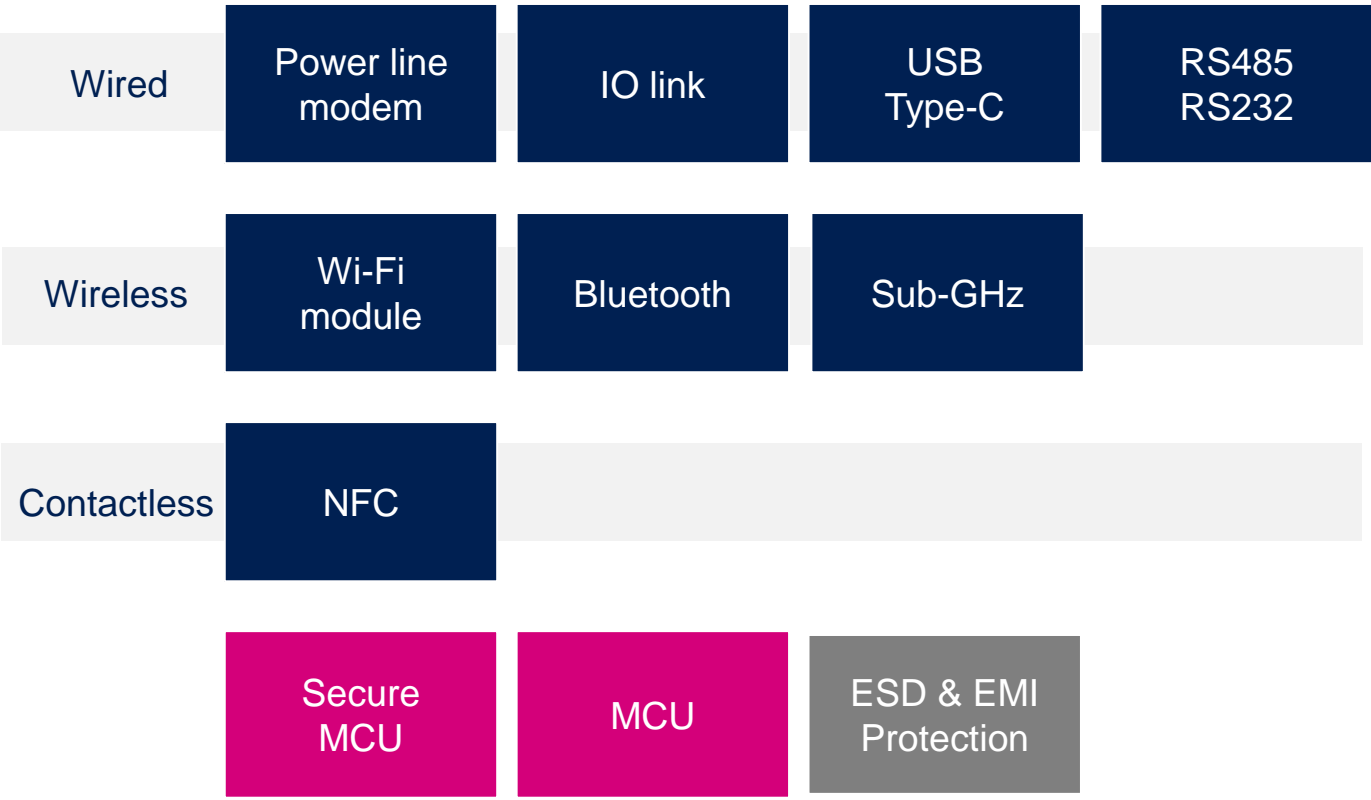 Wired
Power line
modem
IO link
USB
Type-C
RS485
RS232
Wireless
Wi-Fi
module
Bluetooth
Sub-GHz
Contactless
NFC
Secure
MCU
MCU
ESD & EMI
Protection